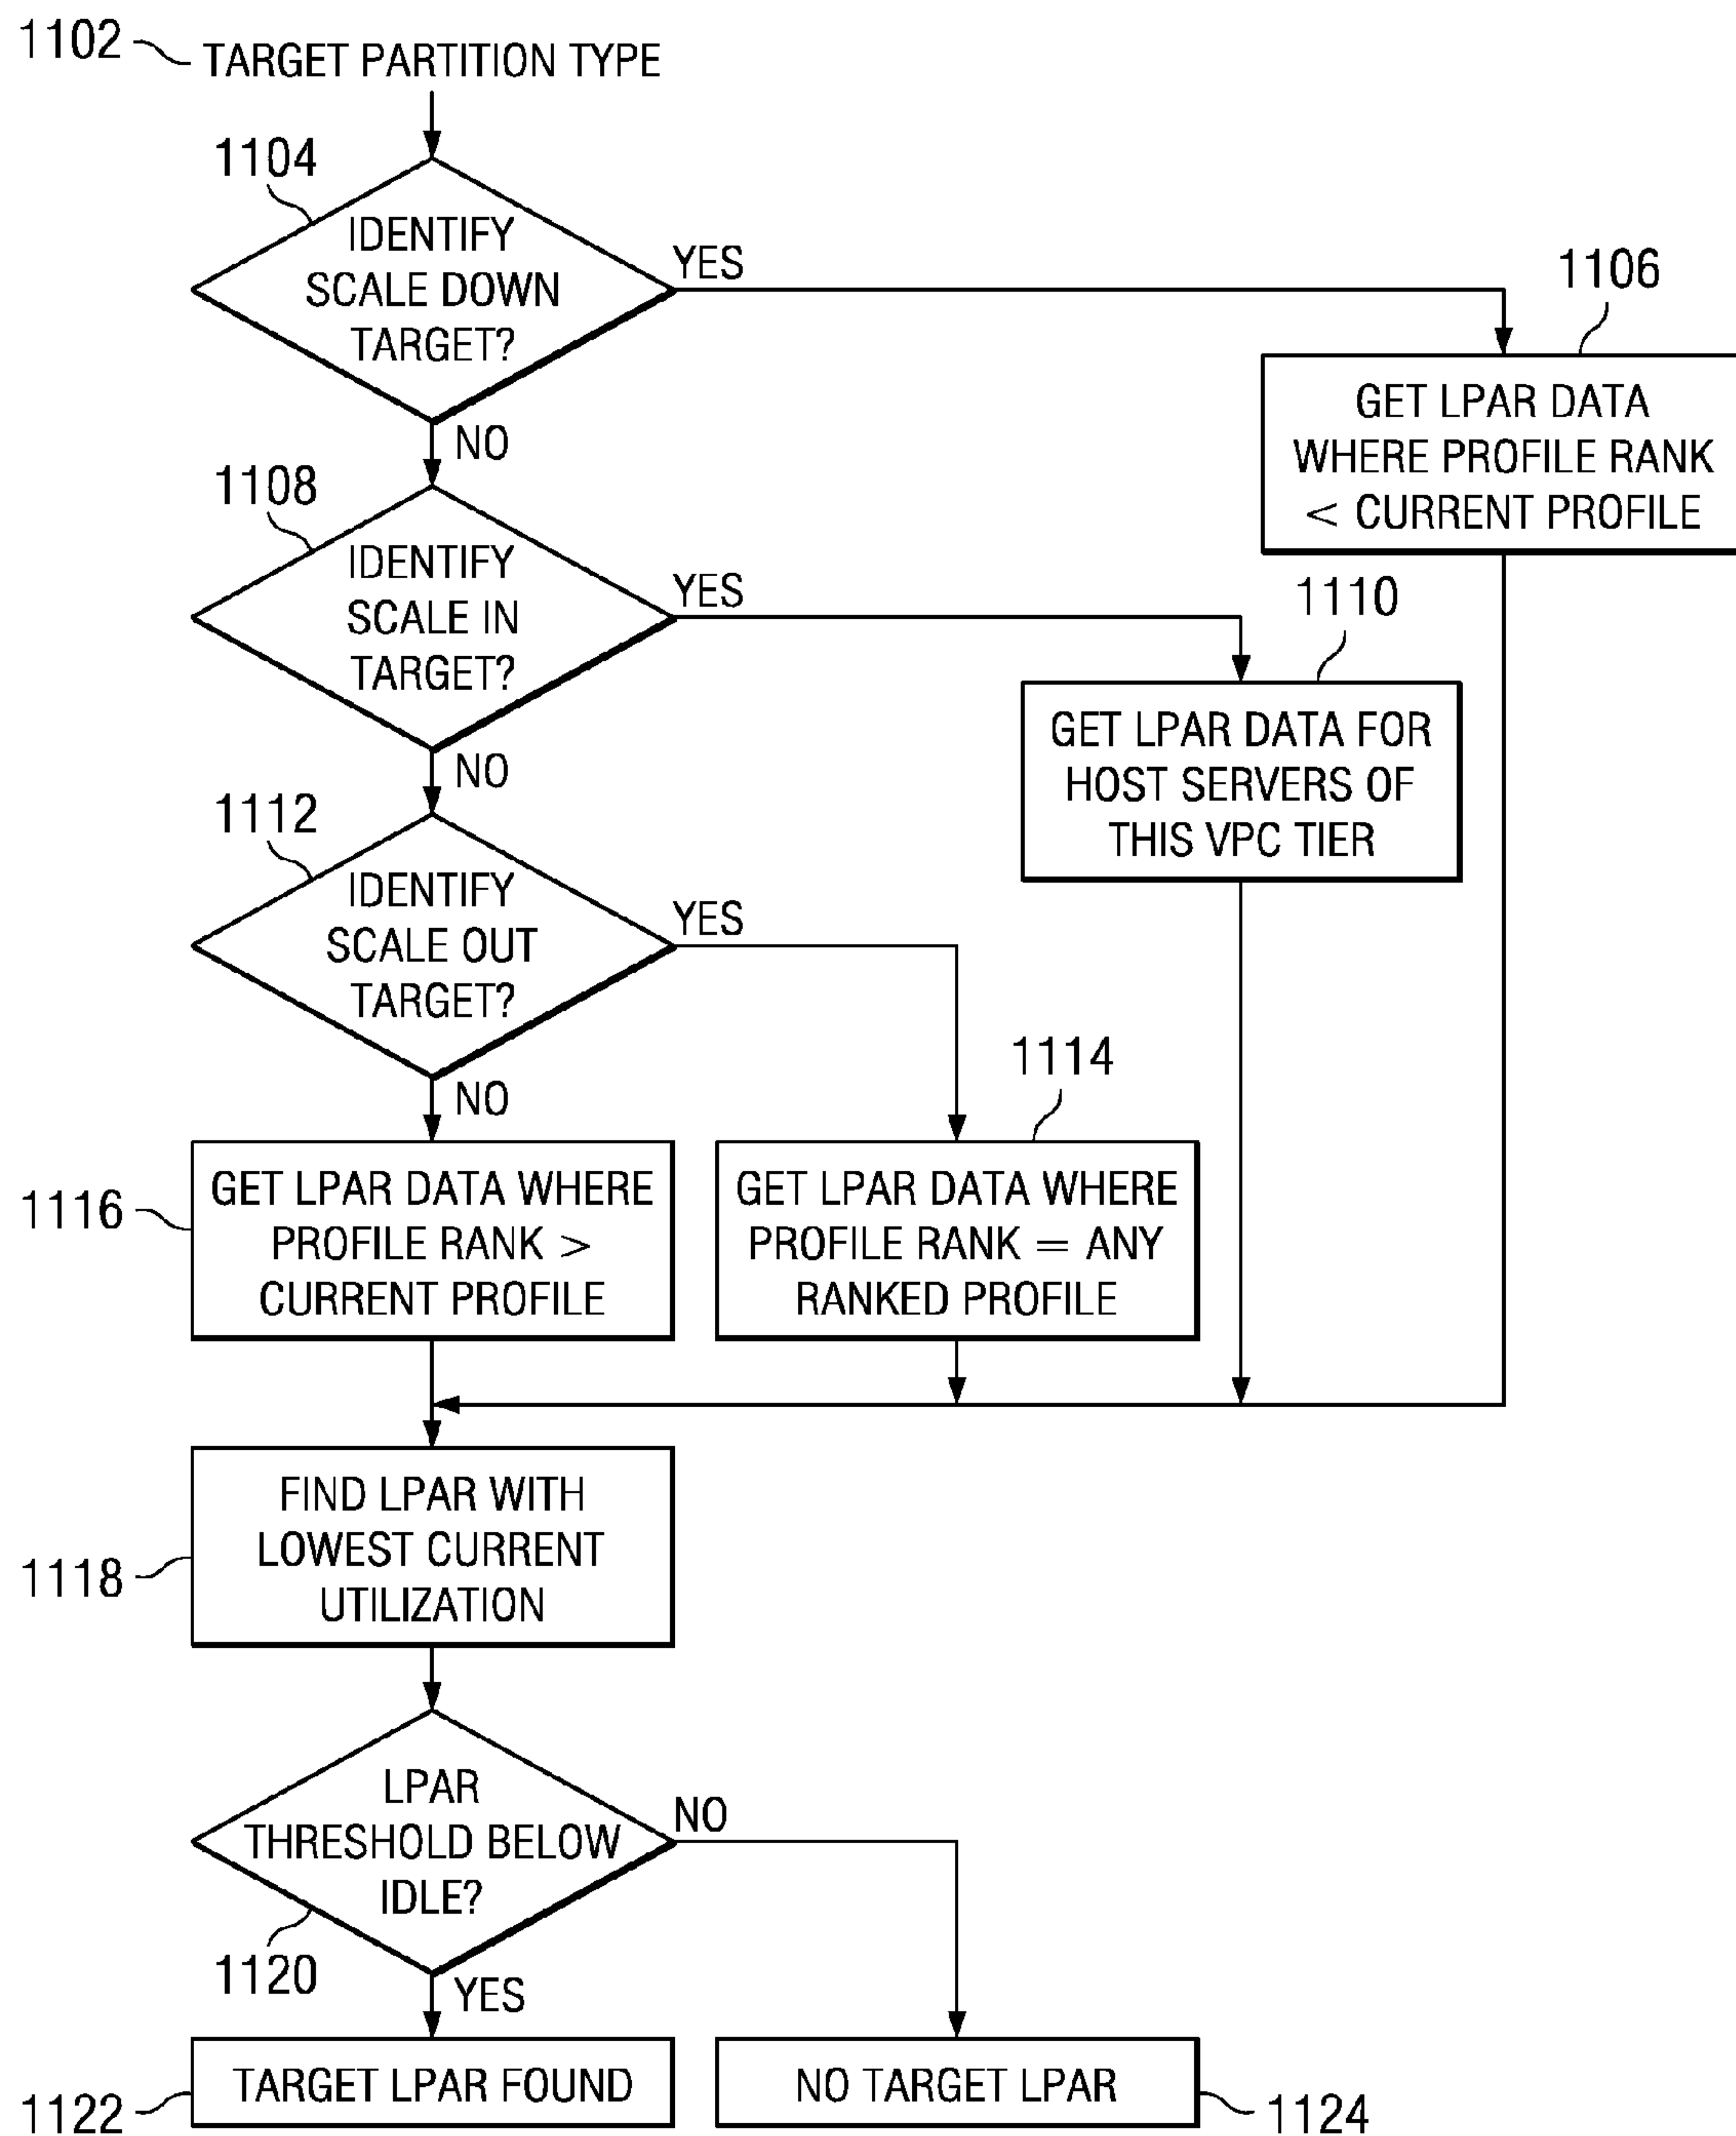 1102
TARGET PARTITION TYPE
1104
IDENTIFY
SCALE DOWN
TARGET?
YES
NO
1106
GET LPAR DATA
WHERE PROFILE RANK
< CURRENT PROFILE
1108
IDENTIFY
SCALE IN
TARGET?
YES
NO
1110
GET LPAR DATA FOR
HOST SERVERS OF
THIS VPC TIER
1112
IDENTIFY
SCALE OUT
TARGET?
YES
NO
1114
GET LPAR DATA WHERE
PROFILE RANK = ANY
RANKED PROFILE
1116
GET LPAR DATA WHERE
PROFILE RANK >
CURRENT PROFILE
1118
FIND LPAR WITH
LOWEST CURRENT
UTILIZATION
LPAR
THRESHOLD BELOW
IDLE?
NO
1120
YES
1122
TARGET LPAR FOUND
NO TARGET LPAR
1124